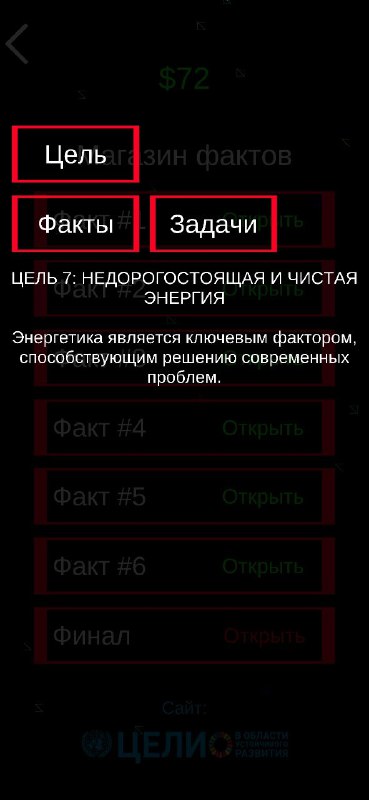 $72
Магазин фактов
Цель
Факт #1 Открыть
Факты
Задачи
Факт #2
ЦЕЛЬ 7: НЕДОРОГОСТОЯЩАЯ И ЧИСТАЯ
ЭНЕРГИЯ
Энергетика является ключевым фактором,
способствующим решению современных
проблем.
Факт #4 Открыть
Факт #5 Открыть
Факт #6 Открыть
Финал Открыть
Сайт:
ЦЕЛИ
В ОБЛАСТИ
УСТОЙЧИВОГО
РАЗВИТИЯ